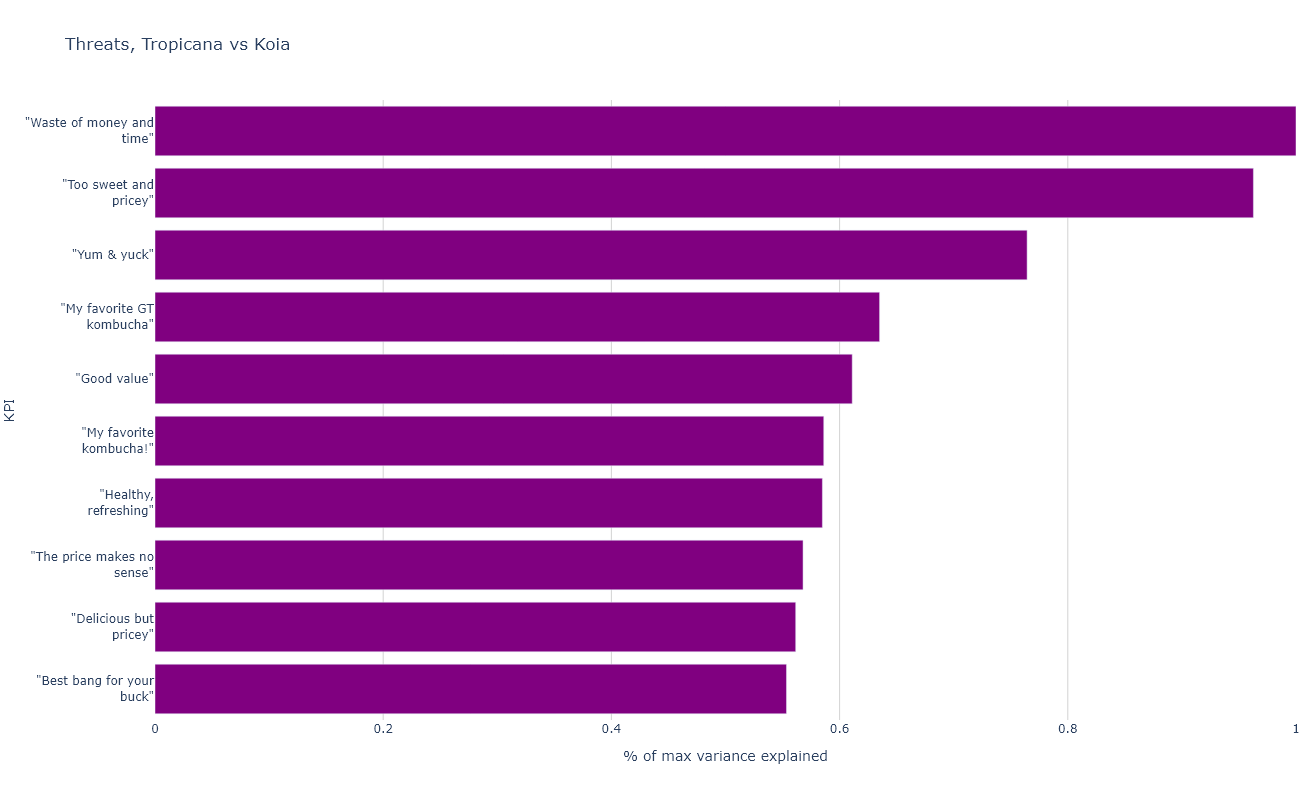 Threats, Tropicana vs Koia
"Waste of money and
time"
"Too sweet and
pricey"
"Yum & yuck"
"My favorite GT
kombucha"
"Good value"
"My favorite
kombucha!"
"Healthy,
refreshing"
"The price makes no
sense"
"Delicious but
pricey"
"Best bang for your
buck"
KPI
0 0.2 0.4 0.6 0.8 1
% of max variance explained